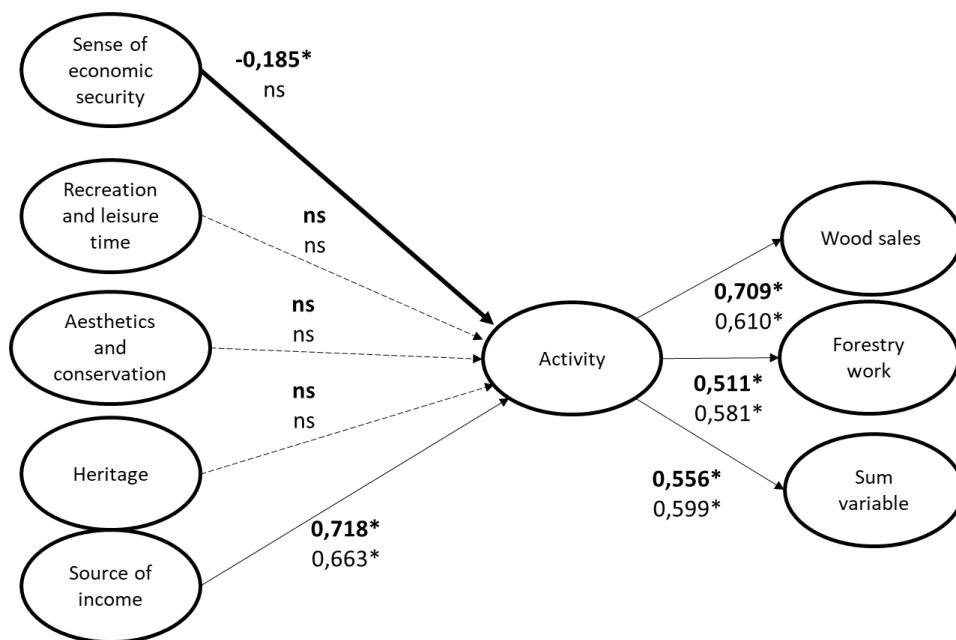 Sense of
economic
security
-0,185*
ns
Recreation
and leisure
time
ns
ns
Aesthetics
and
conservation
ns
ns
Heritage
ns
ns
Source of
income
0,718*
0,663*
Activity
Wood sales
0,709*
0,610*
Forestry
work
0,511*
0,581*
Sum
variable
0,556*
0,599*